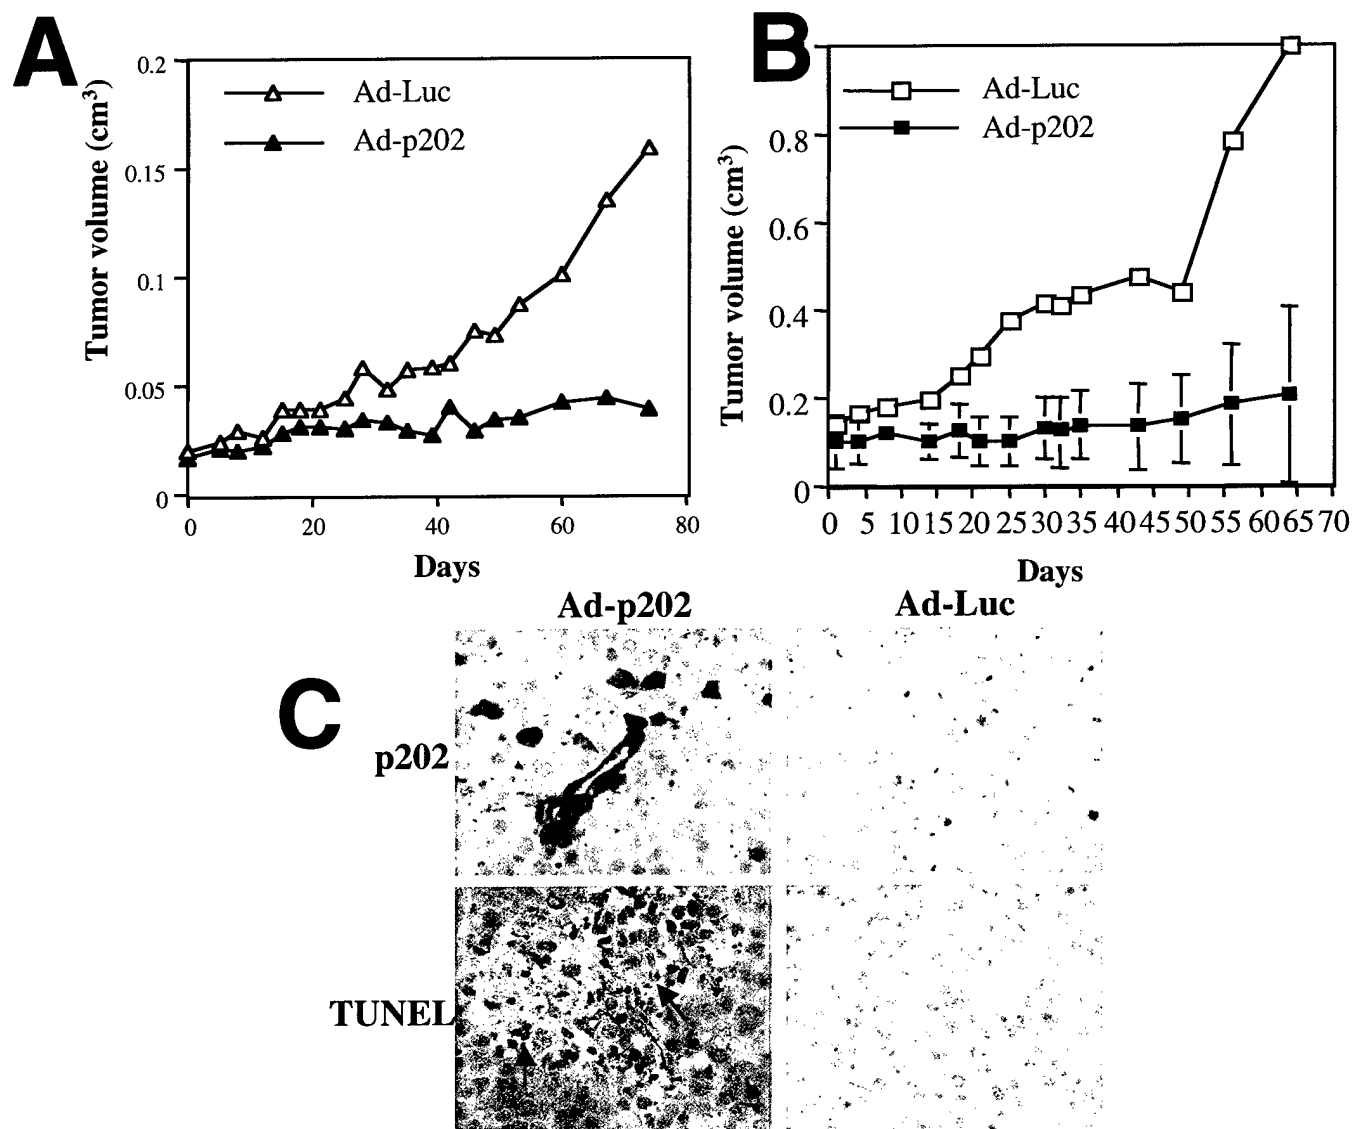 A
B
Tumor volume (cm³)
0.2
0.15
0.1
0.05
0
Ad-Luc
Ad-p202
0 20 40 60 80
Days
Tumor volume (cm³)
0.8
0.6
0.4
0.2
0
Ad-Luc
Ad-p202
0 5 10 15 20 25 30 35 40 45 50 55 60 65 70
Days
Ad-p202 Ad-Luc
C
p202
TUNEL